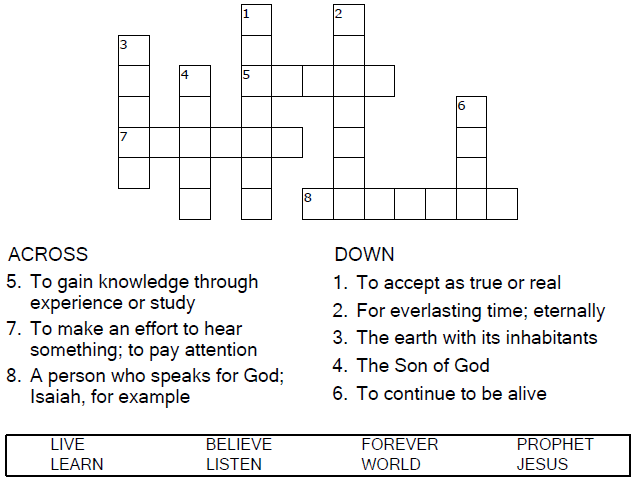 1
2
3
4
5
6
7
8
ACROSS
5. To gain knowledge through
experience or study
7. To make an effort to hear
something; to pay attention
8. A person who speaks for God;
Isaiah, for example
DOWN
1. To accept as true or real
2. For everlasting time; eternally
3. The earth with its inhabitants
4. The Son of God
6. To continue to be alive
LIVE BELIEVE FOREVER PROPHET
LEARN LISTEN WORLD JESUS